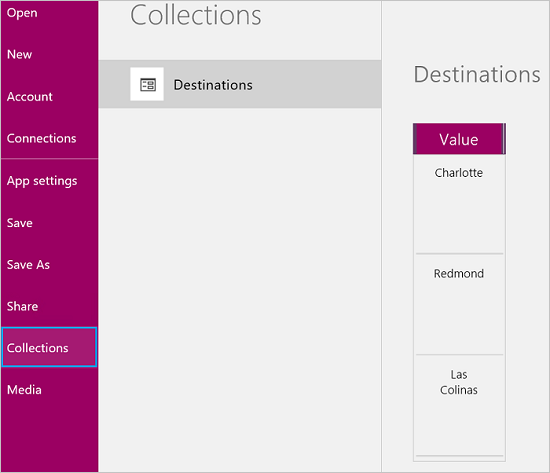 Open
New
Account
Connections
App settings
Save
Save As
Share
Collections
Media
Collections
Destinations
Destinations
Value
Charlotte
Redmond
Las
Colinas